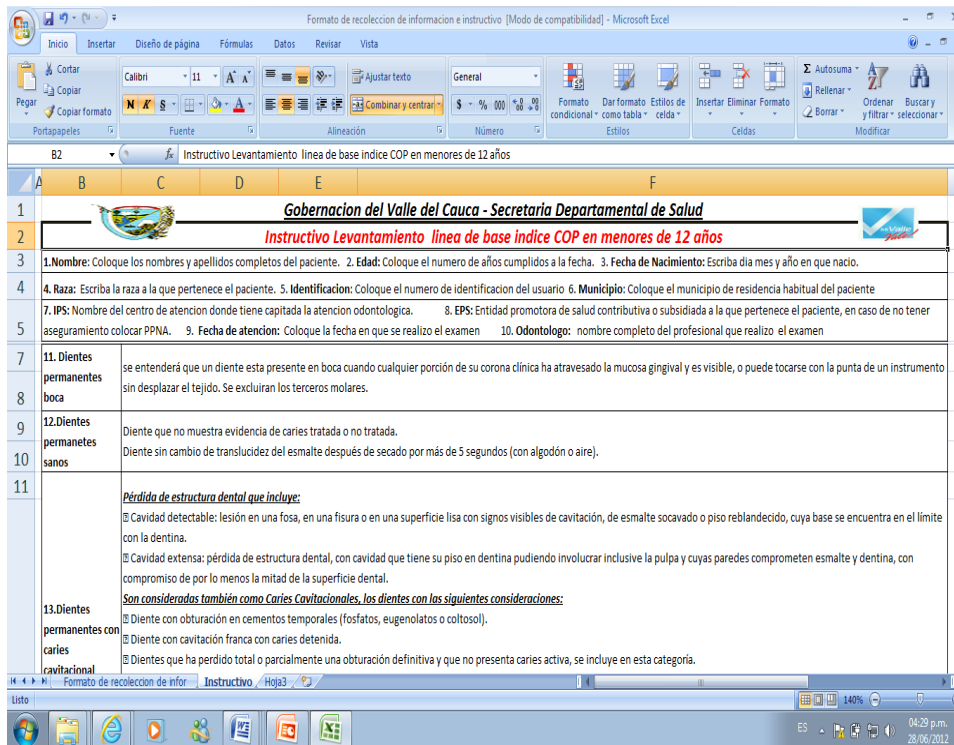 Formato de recoleccion de informacion e instructivo [Modo de compatibilidad] - Microsoft Excel
Inicio Insertar Diseño de página Fórmulas Datos Revisar Vista
Pegar
Cortar
Copiar
Copiar formato
Portapapeles
Calibri 11
N K S
Fuente
Ajustar texto
Combinar y centrar
Alineación
General
$ % 000
Número
Formato condicional
Dar formato como tabla
Estilos de celda
Estilos
Insertar Eliminar Formato
Celdas
Σ Autosuma
Rellenar
Borrar
Ordenar y filtrar
Buscar y seleccionar
Modificar
B2 fx Instructivo Levantamiento linea de base indice COP en menores de 12 años
A B C D E F
1 Gobernacion del Valle del Cauca - Secretaria Departamental de Salud
2 Instructivo Levantamiento linea de base indice COP en menores de 12 años
3 1.Nombre: Coloque los nombres y apellidos completos del paciente. 2. Edad: Coloque el numero de años cumplidos a la fecha. 3. Fecha de Nacimiento: Escriba dia mes y año en que nacio.
4 4. Raza: Escriba la raza a la que pertenece el paciente. 5. Identificacion: Coloque el numero de identificacion del usuario 6. Municipio: Coloque el municipio de residencia habitual del paciente
7. IPS: Nombre del centro de atencion donde tiene capitada la atencion odontologica. 8. EPS: Entidad promotora de salud contributiva o subsidiada a la que pertenece el paciente, en caso de no tener
5 aseguramiento colocar PPNA. 9. Fecha de atencion: Coloque la fecha en que se realizo el examen 10. Odontologo: nombre completo del profesional que realizo el examen
7 11. Dientes
permanentes
8 boca
se entenderá que un diente esta presente en boca cuando cualquier porción de su corona clínica ha atravesado la mucosa gingival y es visible, o puede tocarse con la punta de un instrumento
sin desplazar el tejido. Se excluiran los terceros molares.
9 12.Dientes
permanetes
10 sanos
Diente que no muestra evidencia de caries tratada o no tratada.
Diente sin cambio de translucidez del esmalte después de secado por más de 5 segundos (con algodón o aire).
11
13.Dientes
permanentes con
caries
cavitacional
Pérdida de estructura dental que incluye:
Cavidad detectable: lesión en una fosa, en una fisura o en una superficie lisa con signos visibles de cavitación, de esmalte socavado o piso reblandecido, cuya base se encuentra en el límite
con la dentina.
Cavidad extensa: pérdida de estructura dental, con cavidad que tiene su piso en dentina pudiendo involucrar inclusive la pulpa y cuyas paredes comprometen esmalte y dentina, con
compromiso de por lo menos la mitad de la superficie dental.
Son consideradas también como Caries Cavitacionales, los dientes con las siguientes consideraciones:
Diente con obturación en cementos temporales (fosfatos, eugenolatos o coltosol).
Diente con cavitación franca con caries detenida.
Dientes que ha perdido total o parcialmente una obturación definitiva y que no presenta caries activa, se incluye en esta categoría.
Formato de recoleccion de infor Instructivo Hoja3
Listo 140%
ES 04:29 p.m.
28/06/2012